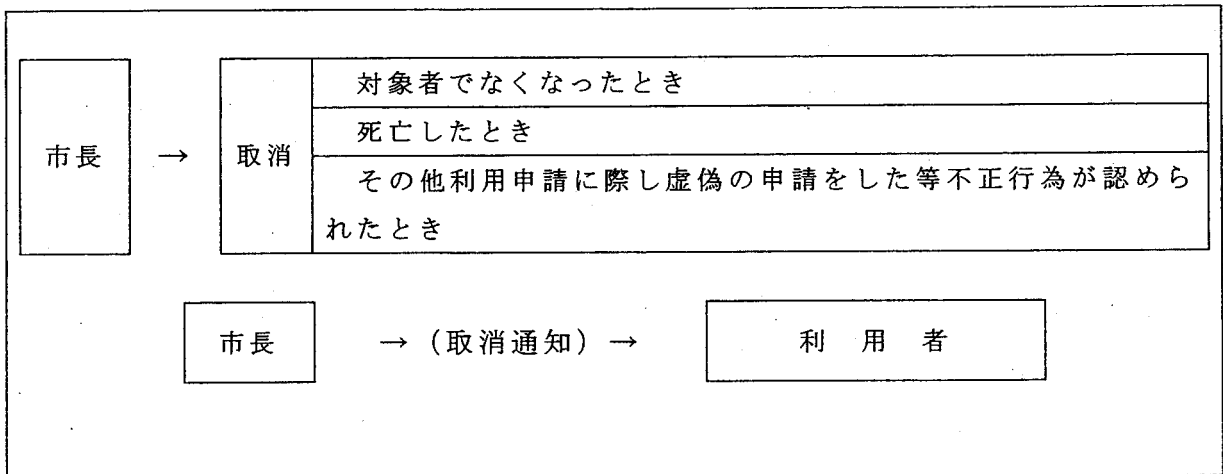 市長 → 取消
対象者でなくなったとき
死亡したとき
その他利用申請に際し虚偽の申請をした等不正行為が認めら
れたとき
市長 →（取消通知）→ 利用者